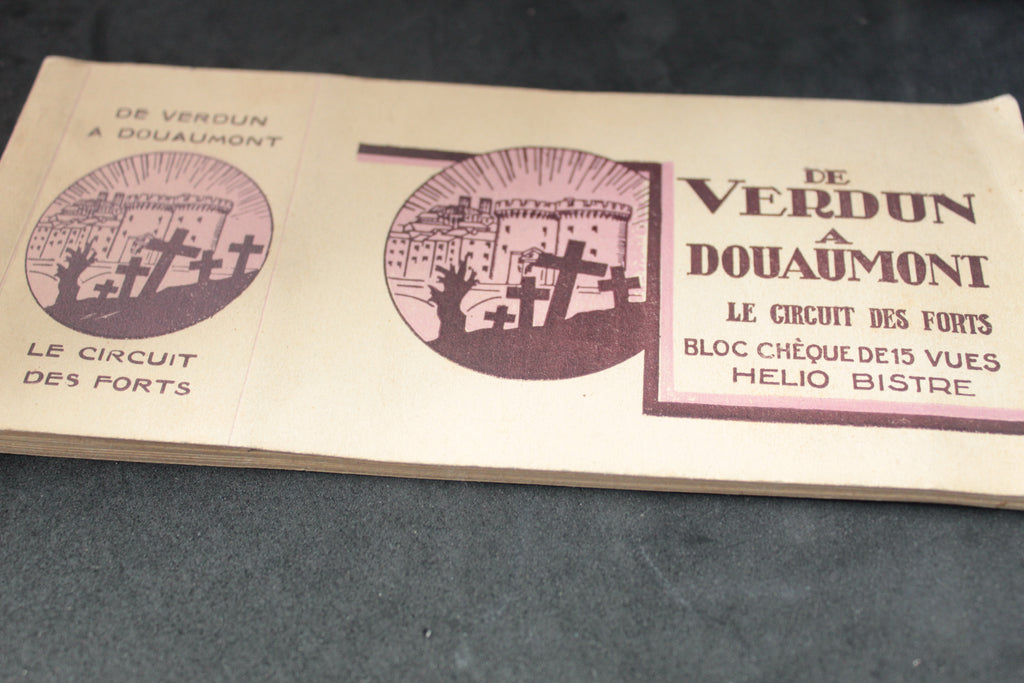 DE VERDUN
A DOUAUMONT
LE CIRCUIT
DES FORTS
DE
VERDUN
A
DOUAUMONT
LE CIRCUIT DES FORTS
BLOC CHÈQUE DE 15 VUES
HELIO BISTRE